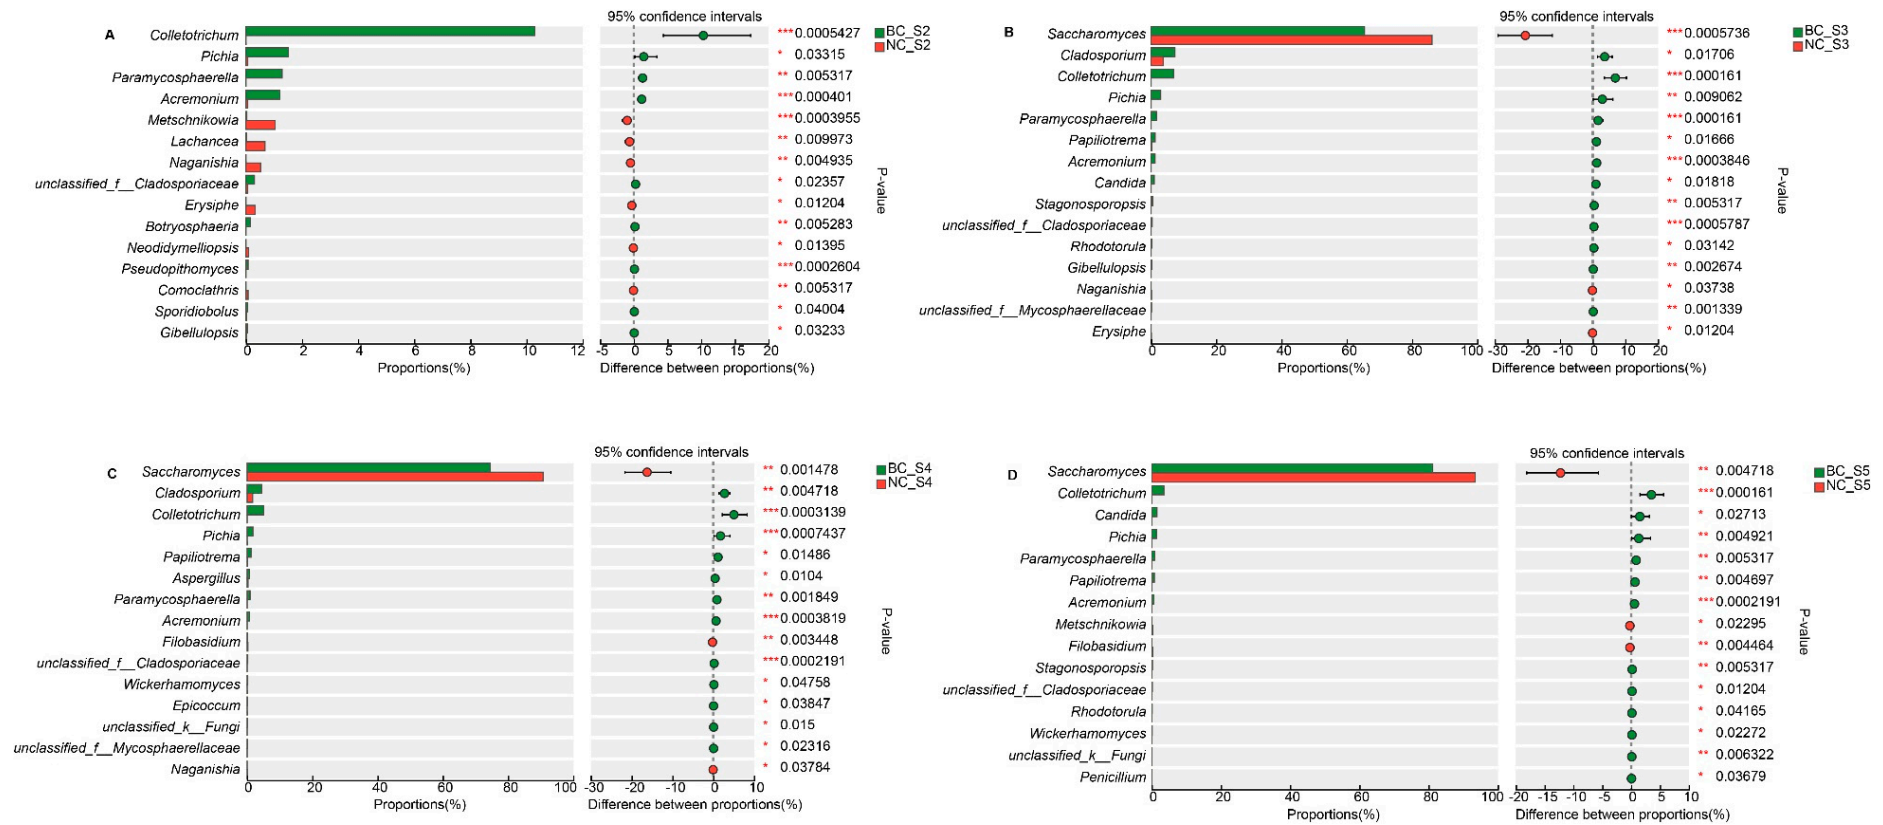 A
95% confidence intervals
BC_S2
NC_S2
Colletotrichum ***0.0005427
Pichia * 0.03315
Paramycosphaerella ** 0.005317
Acremonium ***0.000401
Metschnikowia ***0.0003955
Lachancea ** 0.009973
Naganishia ** 0.004935
unclassified_f__Cladosporiaceae * 0.02357
Erysiphe * 0.01204
Botryosphaeria ** 0.005283
Neodidymelliopsis * 0.01395
Pseudopithomyces ***0.0002604
Comoclathris ** 0.005317
Sporidiobolus * 0.04004
Gibellulopsis * 0.03233
P-value
0 2 4 6 8 10 12
-5 0 5 10 15 20
Proportions(%)
Difference between proportions(%)
B
95% confidence intervals
BC_S3
NC_S3
Saccharomyces ***0.0005736
Cladosporium * 0.01706
Colletotrichum ***0.000161
Pichia ** 0.009062
Paramycosphaerella ***0.000161
Papiliotrema * 0.01666
Acremonium ***0.0003846
Candida * 0.01818
Stagonosporopsis ** 0.005317
unclassified_f__Cladosporiaceae ***0.0005787
Rhodotorula * 0.03142
Gibellulopsis ** 0.002674
Naganishia * 0.03738
unclassified_f__Mycosphaerellaceae ** 0.001339
Erysiphe * 0.01204
P-value
0 20 40 60 80 100
-30 -20 -10 0 10 20
Proportions(%)
Difference between proportions(%)
C
95% confidence intervals
BC_S4
NC_S4
Saccharomyces ** 0.001478
Cladosporium ** 0.004718
Colletotrichum ***0.0003139
Pichia ***0.0007437
Papiliotrema * 0.01486
Aspergillus * 0.0104
Paramycosphaerella ** 0.001849
Acremonium ***0.0003819
Filobasidium ** 0.003448
unclassified_f__Cladosporiaceae ***0.0002191
Wickerhamomyces * 0.04758
Epicoccum * 0.03847
unclassified_k__Fungi * 0.015
unclassified_f__Mycosphaerellaceae * 0.02316
Naganishia * 0.03784
P-value
0 20 40 60 80 100
-30 -20 -10 0 10
Proportions(%)
Difference between proportions(%)
D
95% confidence intervals
BC_S5
NC_S5
Saccharomyces ** 0.004718
Colletotrichum ***0.000161
Candida * 0.02713
Pichia ** 0.004921
Paramycosphaerella ** 0.005317
Papiliotrema ** 0.004697
Acremonium ***0.0002191
Metschnikowia * 0.02295
Filobasidium ** 0.004464
Stagonosporopsis ** 0.005317
unclassified_f__Cladosporiaceae * 0.01204
Rhodotorula * 0.04165
Wickerhamomyces * 0.02272
unclassified_k__Fungi ** 0.006322
Penicillium * 0.03679
P-value
0 20 40 60 80 100
-20 -15 -10 -5 0 5 10
Proportions(%)
Difference between proportions(%)